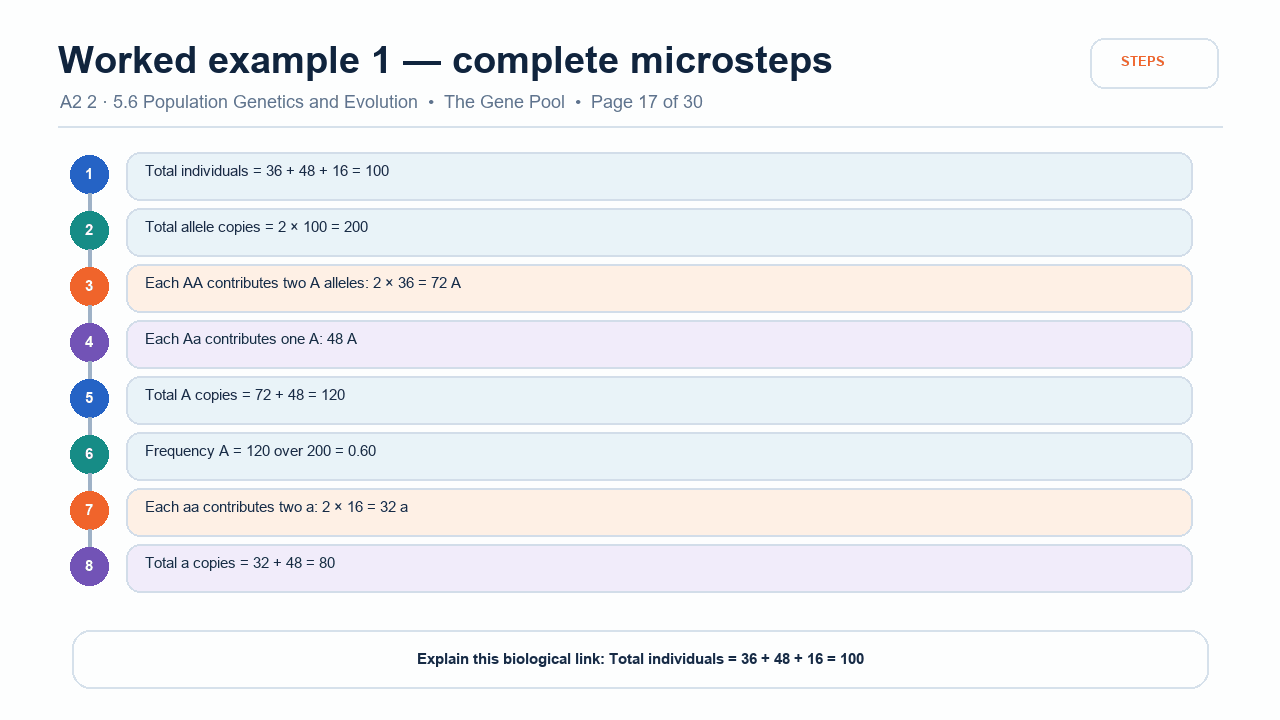 Worked example 1 — complete microsteps
STEPS
A2 2 · 5.6 Population Genetics and Evolution • The Gene Pool • Page 17 of 30
1
Total individuals = 36 + 48 + 16 = 100
2
Total allele copies = 2 × 100 = 200
3
Each AA contributes two A alleles: 2 × 36 = 72 A
4
Each Aa contributes one A: 48 A
5
Total A copies = 72 + 48 = 120
6
Frequency A = 120 over 200 = 0.60
7
Each aa contributes two a: 2 × 16 = 32 a
8
Total a copies = 32 + 48 = 80
Explain this biological link: Total individuals = 36 + 48 + 16 = 100